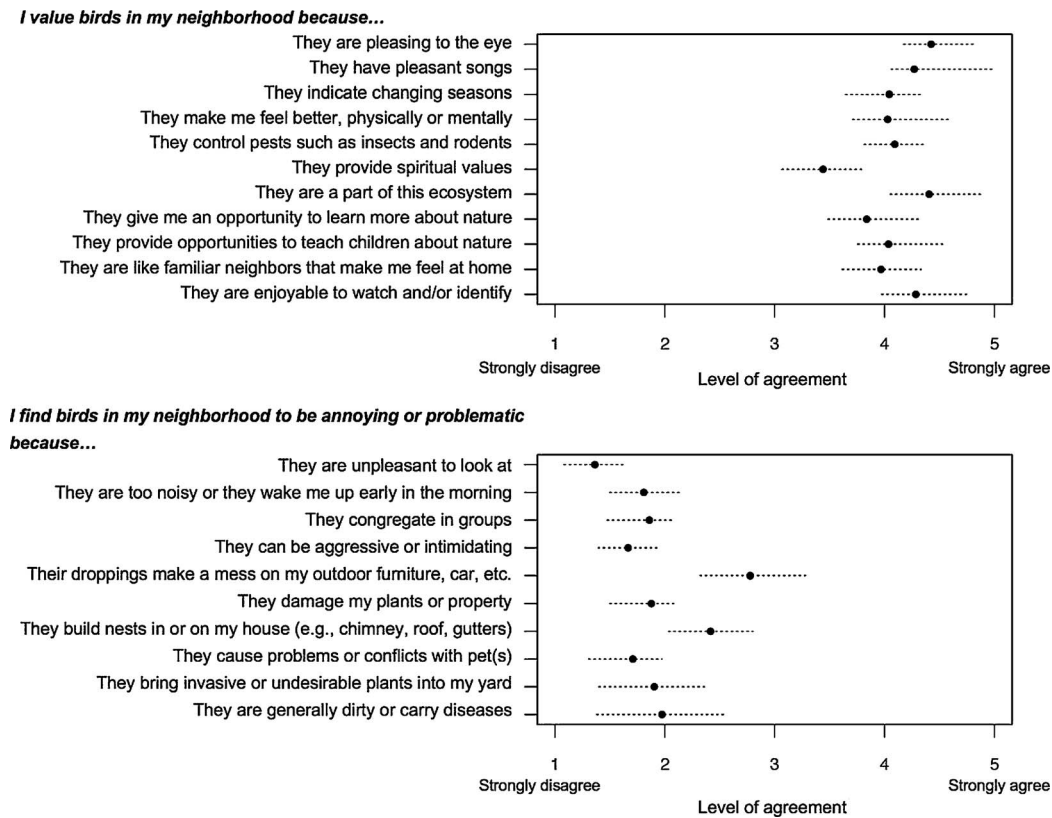 I value birds in my neighborhood because…
They are pleasing to the eye
They have pleasant songs
They indicate changing seasons
They make me feel better, physically or mentally
They control pests such as insects and rodents
They provide spiritual values
They are a part of this ecosystem
They give me an opportunity to learn more about nature
They provide opportunities to teach children about nature
They are like familiar neighbors that make me feel at home
They are enjoyable to watch and/or identify
1 2 3 4 5
Strongly disagree Strongly agree
Level of agreement
I find birds in my neighborhood to be annoying or problematic
because…
They are unpleasant to look at
They are too noisy or they wake me up early in the morning
They congregate in groups
They can be aggressive or intimidating
Their droppings make a mess on my outdoor furniture, car, etc.
They damage my plants or property
They build nests in or on my house (e.g., chimney, roof, gutters)
They cause problems or conflicts with pet(s)
They bring invasive or undesirable plants into my yard
They are generally dirty or carry diseases
1 2 3 4 5
Strongly disagree Strongly agree
Level of agreement